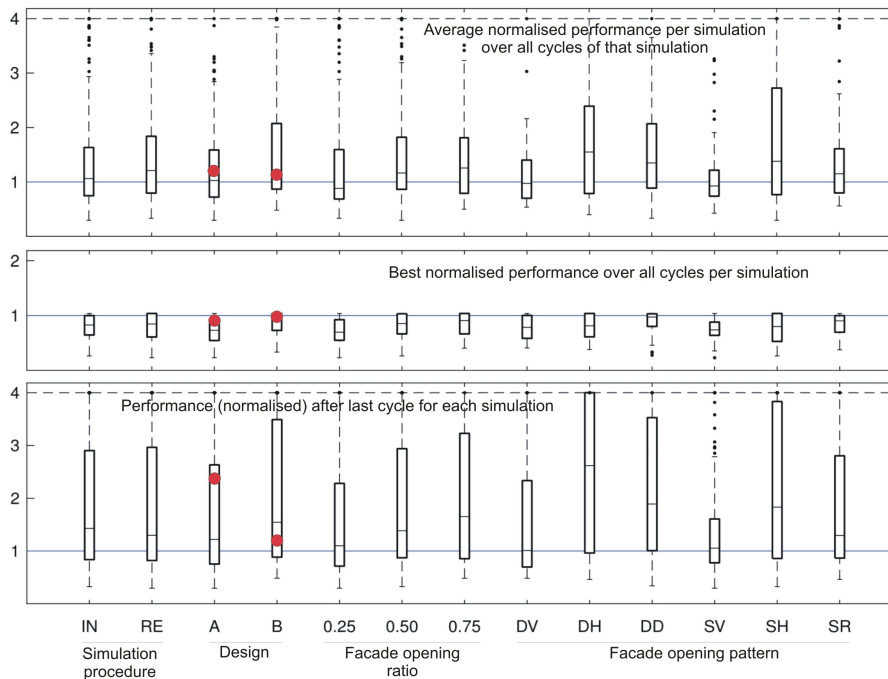 4
Average normalised performance per simulation
over all cycles of that simulation
3
2
1
2
Best normalised performance over all cycles per simulation
1
4
Performance (normalised) after last cycle for each simulation
3
2
1
IN RE A B 0.25 0.50 0.75 DV DH DD SV SH SR
Simulation procedure
Design
Facade opening ratio
Facade opening pattern